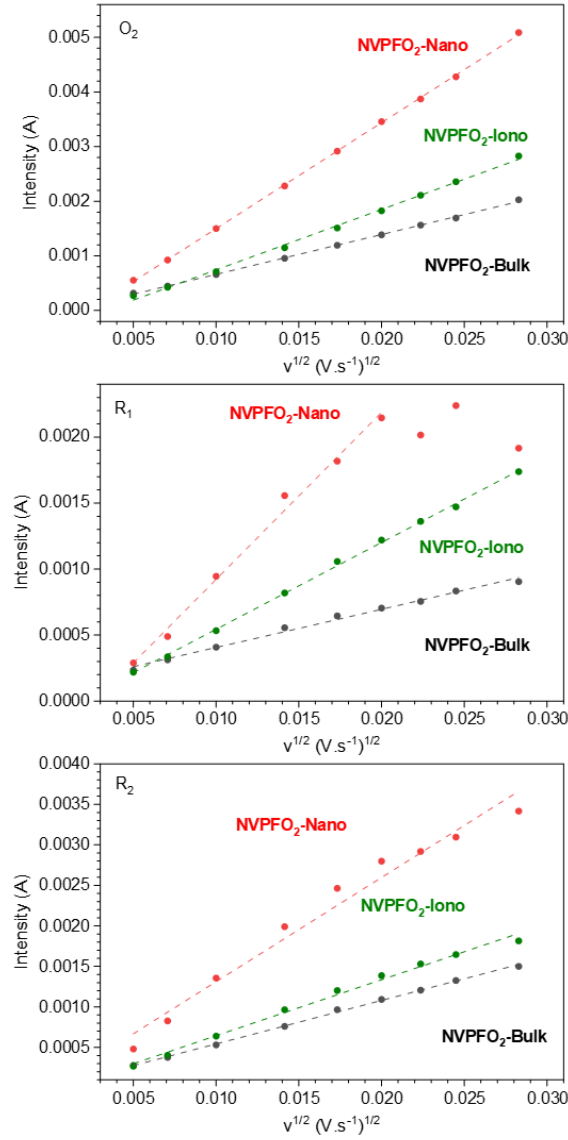 O₂
NVPFO₂-Nano
NVPFO₂-Iono
NVPFO₂-Bulk
Intensity (A)
0.005
0.004
0.003
0.002
0.001
0.000
0.005 0.010 0.015 0.020 0.025 0.030
v^1/2 (V.s⁻¹)^1/2
R₁
NVPFO₂-Nano
NVPFO₂-Iono
NVPFO₂-Bulk
Intensity (A)
0.0020
0.0015
0.0010
0.0005
0.0000
0.005 0.010 0.015 0.020 0.025 0.030
v^1/2 (V.s⁻¹)^1/2
R₂
NVPFO₂-Nano
NVPFO₂-Iono
NVPFO₂-Bulk
Intensity (A)
0.0040
0.0035
0.0030
0.0025
0.0020
0.0015
0.0010
0.0005
0.005 0.010 0.015 0.020 0.025 0.030
v^1/2 (V.s⁻¹)^1/2